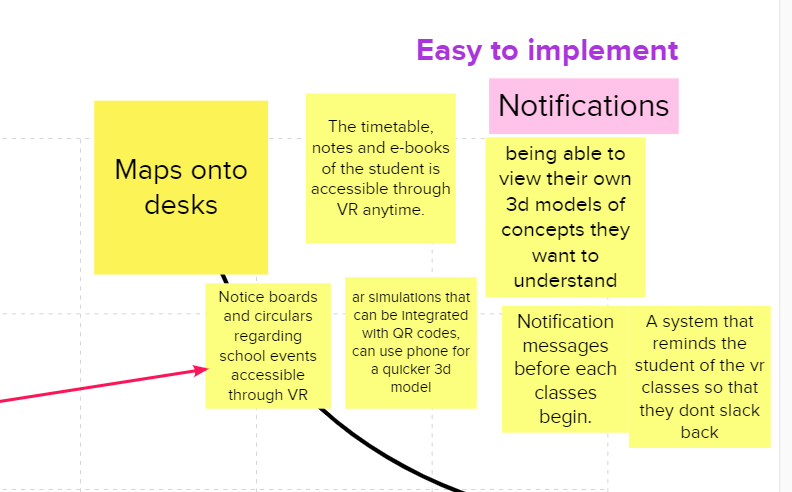 Easy to implement
Notifications
Maps onto
desks
The timetable,
notes and e-books
of the student is
accessible through
VR anytime.
being able to
view their own
3d models of
concepts they
want to
understand
Notice boards
and circulars
regarding
school events
accessible
through VR
ar simulations that
can be integrated
with QR codes,
can use phone for
a quicker 3d
model
Notification
messages
before each
classes
begin.
A system that
reminds the
student of the vr
classes so that
they dont slack
back